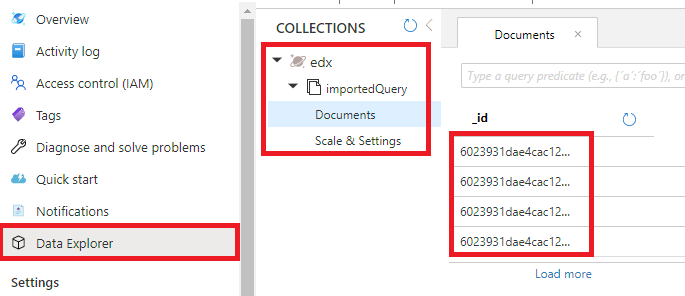 Overview
Activity log
Access control (IAM)
Tags
Diagnose and solve problems
Quick start
Notifications
Data Explorer
Settings
COLLECTIONS
edx
importedQuery
Documents
Scale & Settings
Documents
Type a query predicate (e.g., {´a´:´foo´}), or
_id
6023931dae4cac12...
6023931dae4cac12...
6023931dae4cac12...
6023931dae4cac12...
Load more